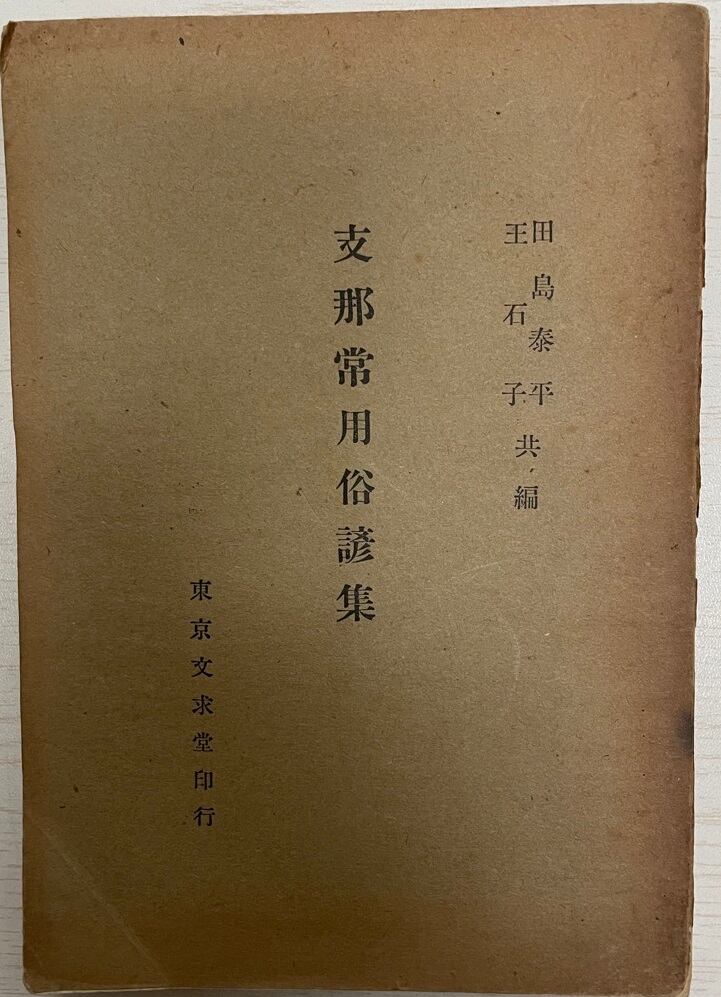 田島泰平
王石子
共編
支那常用俗諺集
東京文求堂印行